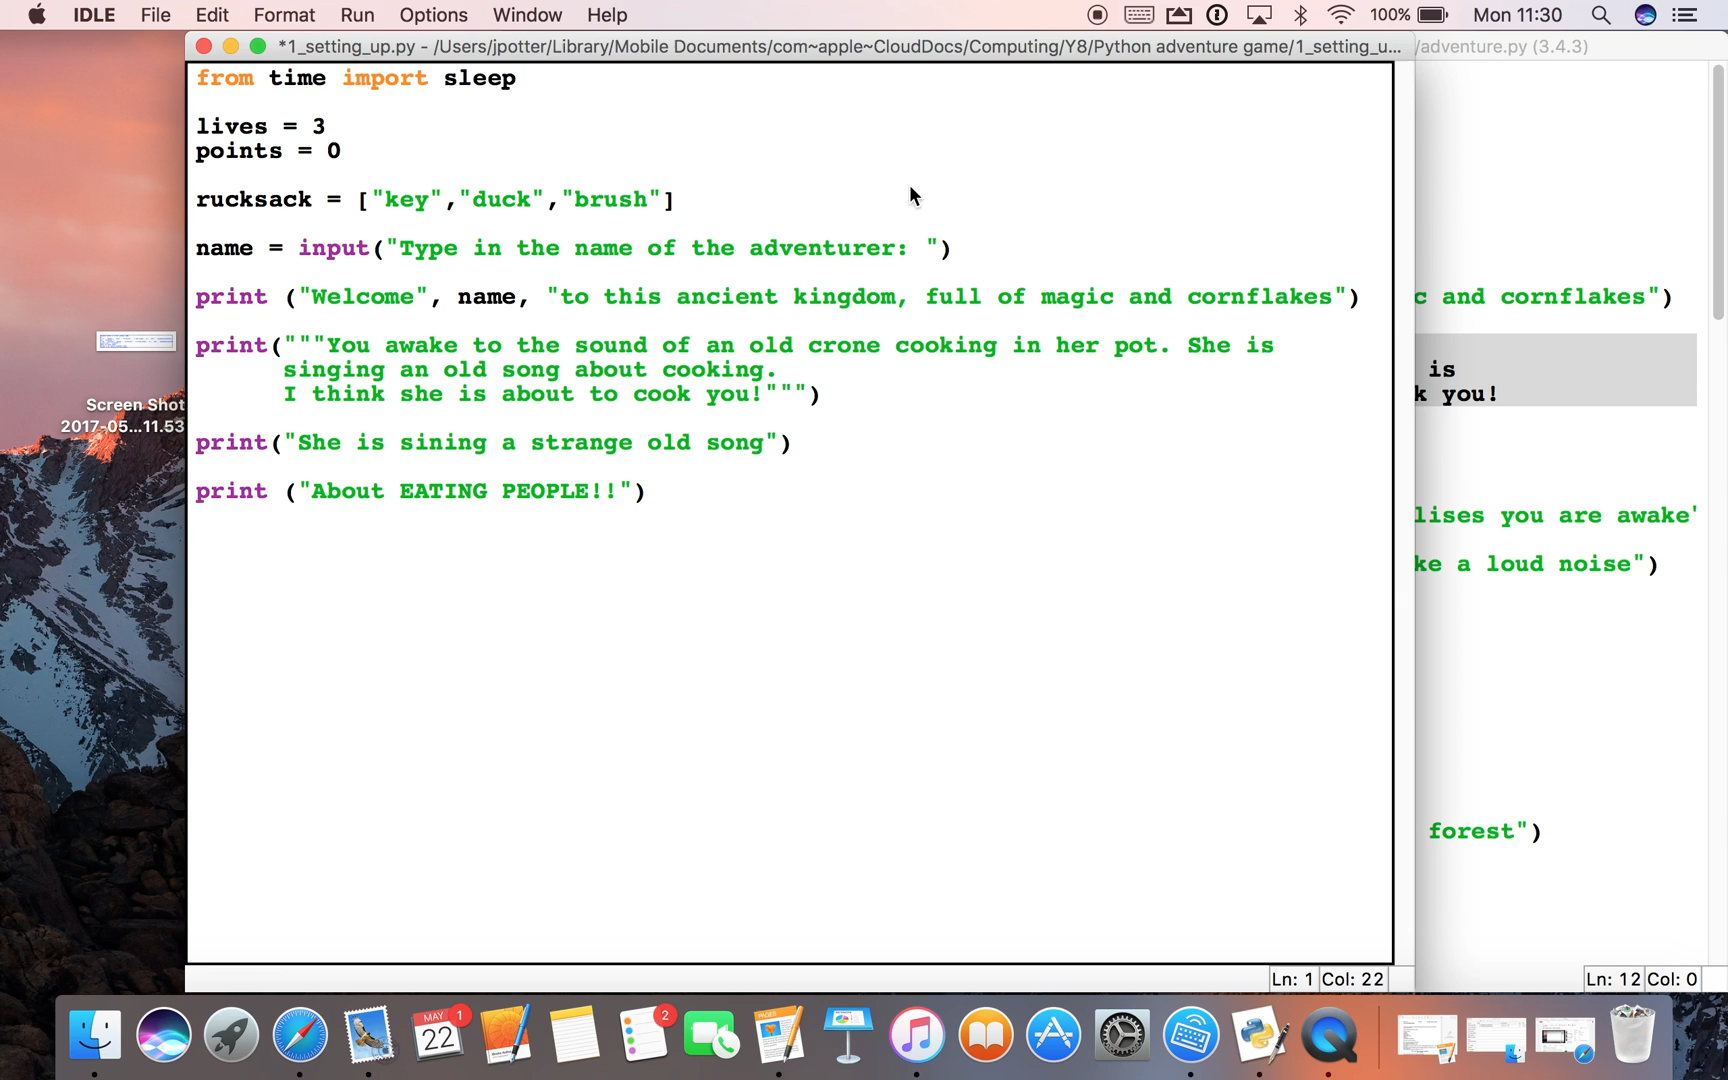 IDLE File Edit Format Run Options Window Help 100% Mon 11:30
*1_setting_up.py - /Users/jpotter/Library/Mobile Documents/com~apple~CloudDocs/Computing/Y8/Python adventure game/1_setting_u...
/adventure.py (3.4.3)
from time import sleep
lives = 3
points = 0
rucksack = ["key","duck","brush"]
name = input("Type in the name of the adventurer: ")
print ("Welcome", name, "to this ancient kingdom, full of magic and cornflakes")
c and cornflakes")
print("""You awake to the sound of an old crone cooking in her pot. She is
singing an old song about cooking.
is
I think she is about to cook you!""")
k you!
Screen Shot
2017-05...11.53
print("She is sining a strange old song")
print ("About EATING PEOPLE!!")
lises you are awake'
ke a loud noise")
forest")
Ln: 1 Col: 22
Ln: 12 Col: 0
MAY
22
1
2
PAGES